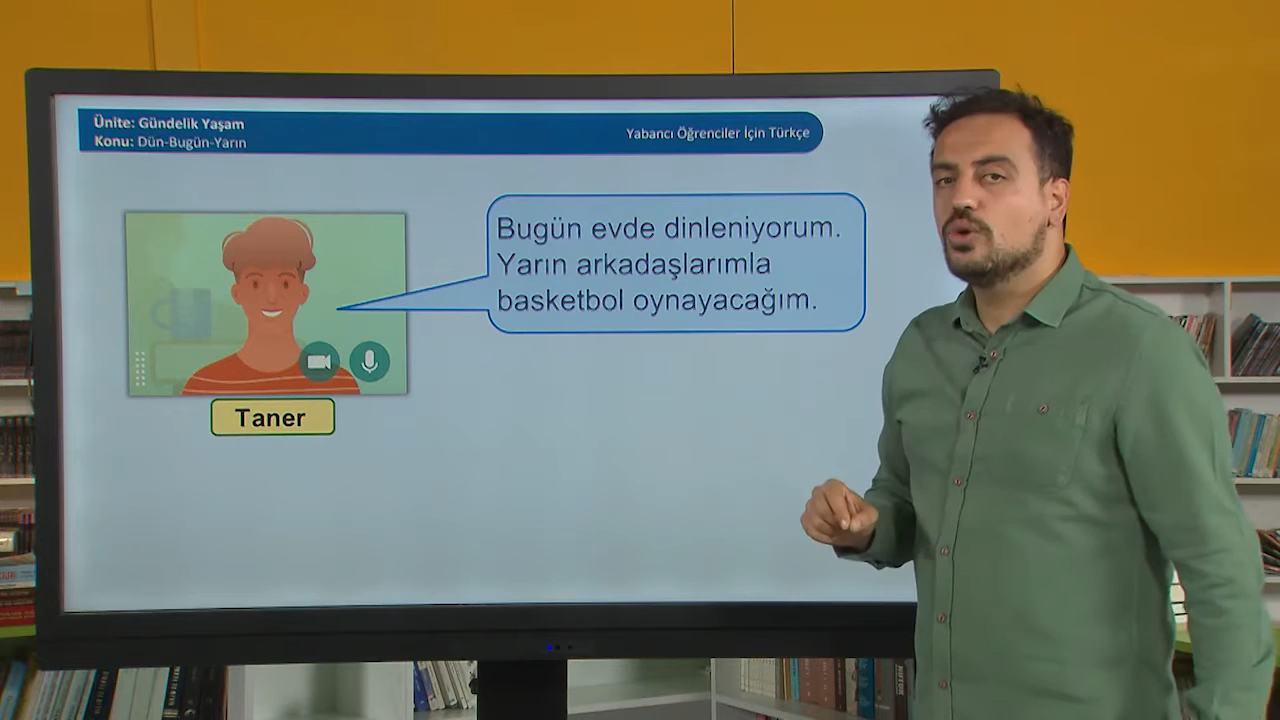 Ünite: Gündelik Yaşam
Konu: Dün-Bugün-Yarın
Yabancı Öğrenciler İçin Türkçe
Bugün evde dinleniyorum.
Yarın arkadaşlarımla
basketbol oynayacağım.
Taner